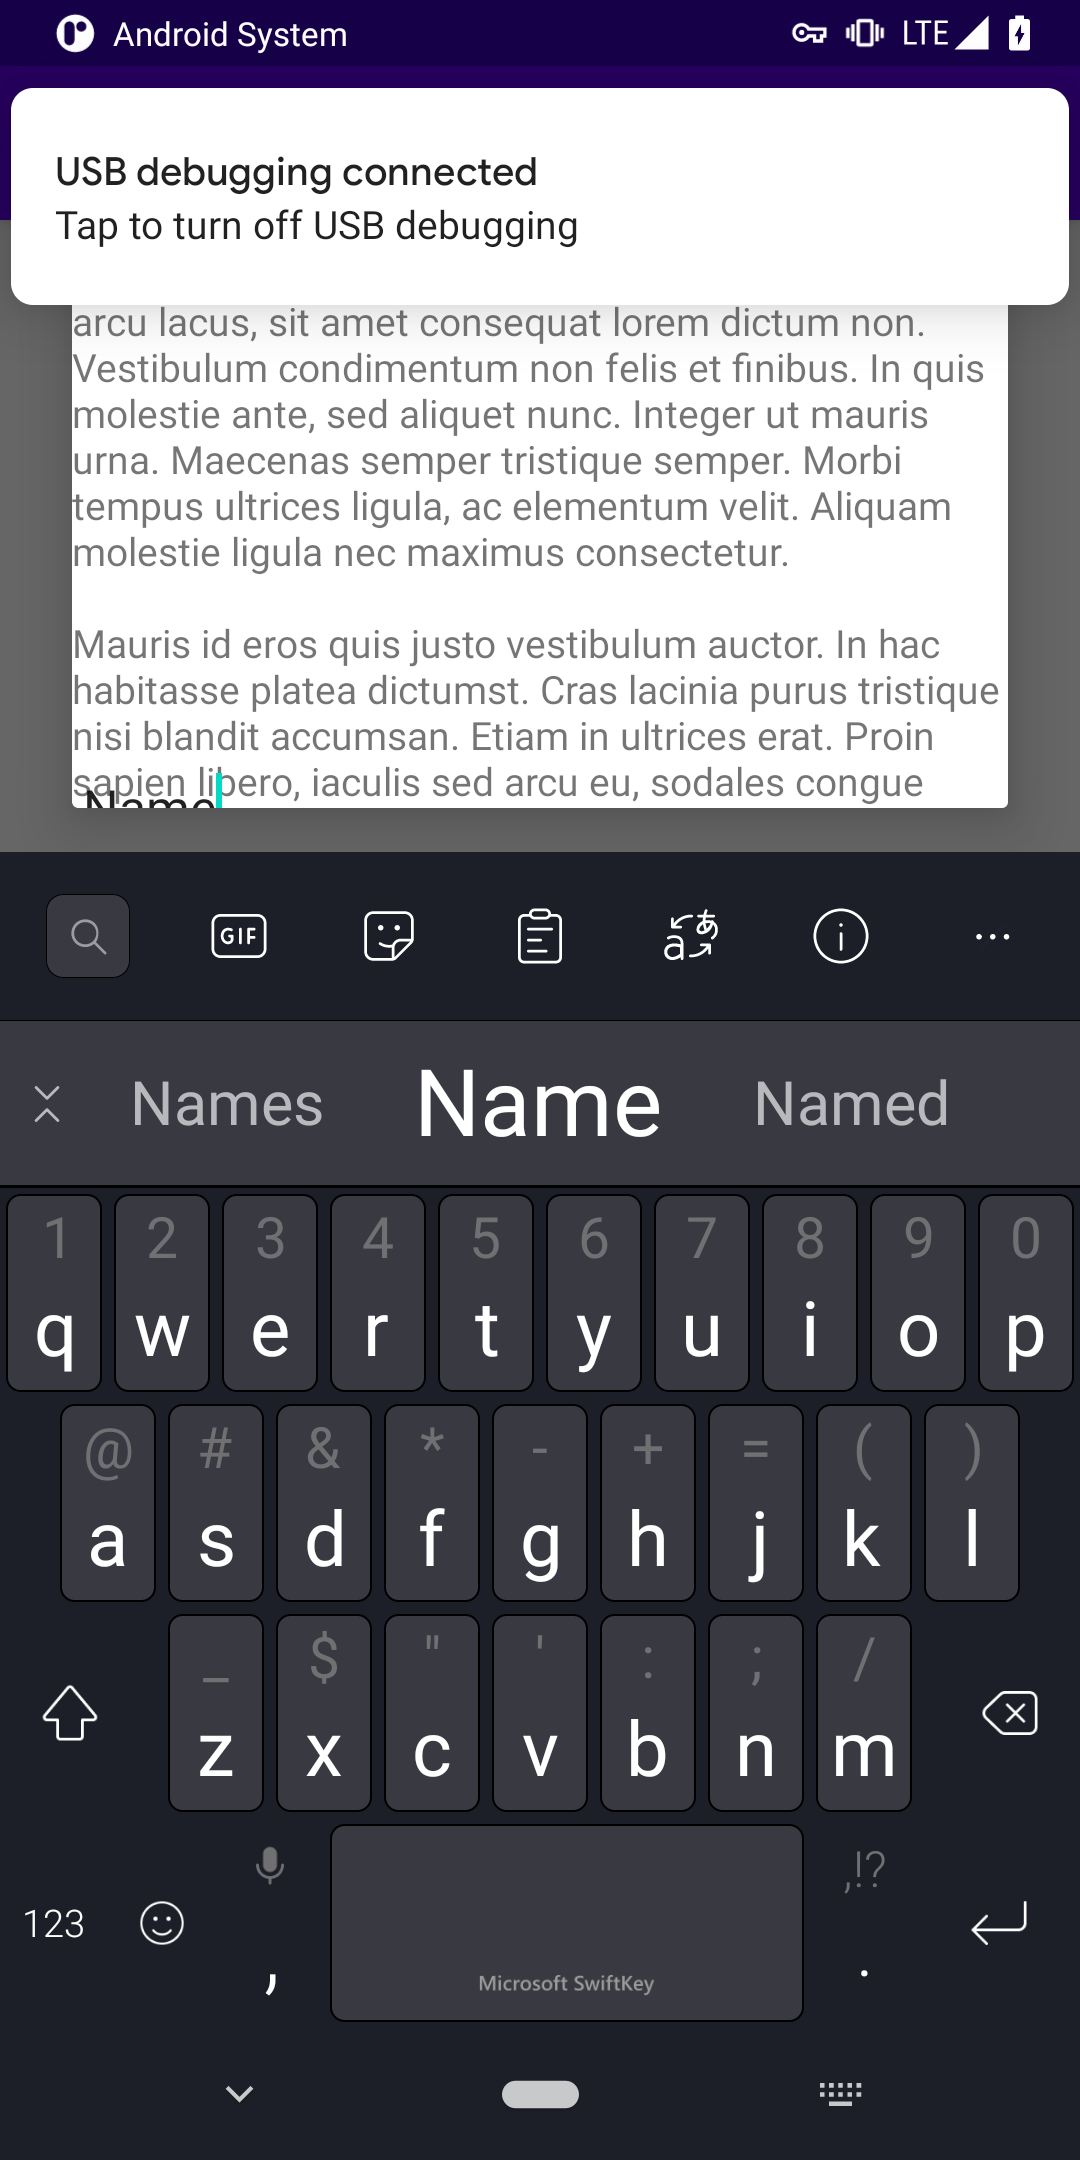 Android System
LTE
USB debugging connected
Tap to turn off USB debugging
arcu lacus, sit amet consequat lorem dictum non.
Vestibulum condimentum non felis et finibus. In quis
molestie ante, sed aliquet nunc. Integer ut mauris
urna. Maecenas semper tristique semper. Morbi
tempus ultrices ligula, ac elementum velit. Aliquam
molestie ligula nec maximus consectetur.
Mauris id eros quis justo vestibulum auctor. In hac
habitasse platea dictumst. Cras lacinia purus tristique
nisi blandit accumsan. Etiam in ultrices erat. Proin
sapien libero, iaculis sed arcu eu, sodales congue
Name
GIF
aあ
Names Name Named
1 2 3 4 5 6 7 8 9 0
q w e r t y u i o p
@ # & * - + = ( )
a s d f g h j k l
_ $ " ' : ; /
z x c v b n m
,!?
123 , .
Microsoft SwiftKey